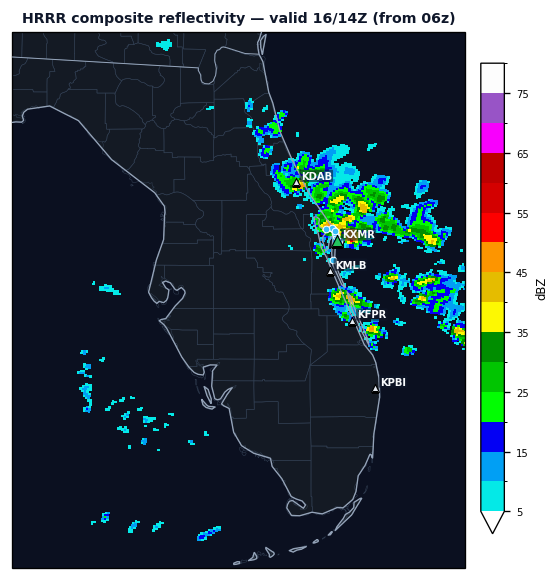 HRRR composite reflectivity — valid 16/14Z (from 06z)
75
65
55
45
35
25
15
5
dBZ
KDAB
KXMR
KMLB
KFPR
KPBI